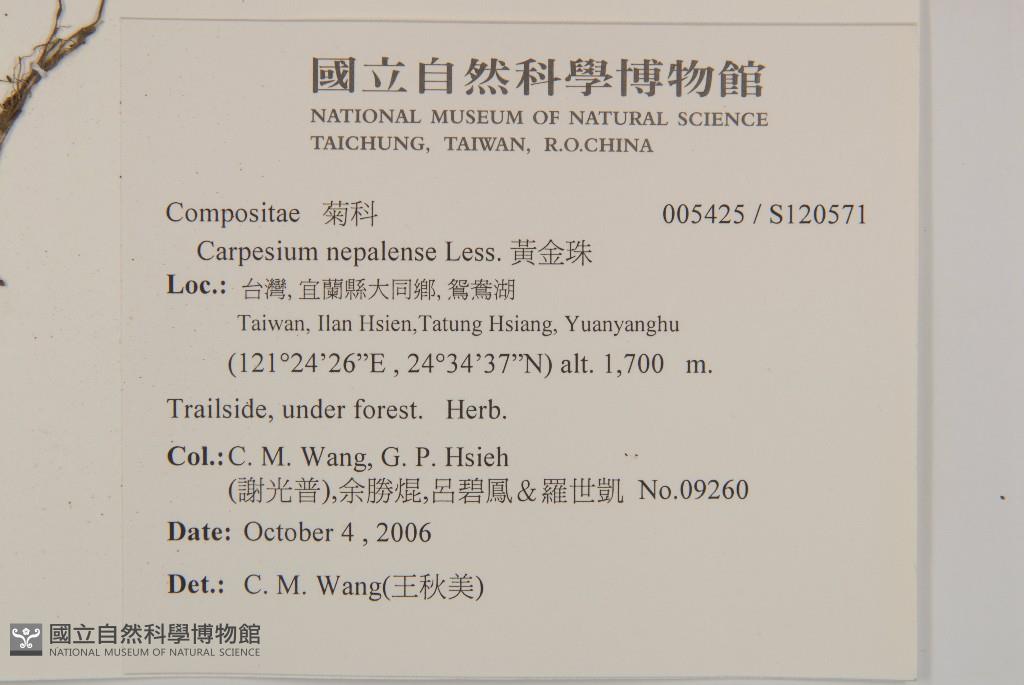 國立自然科學博物館
NATIONAL MUSEUM OF NATURAL SCIENCE
TAICHUNG, TAIWAN, R.O.CHINA
Compositae 菊科 005425 / S120571
Carpesium nepalense Less. 黃金珠
Loc.: 台灣, 宜蘭縣大同鄉, 鴛鴦湖
Taiwan, Ilan Hsien,Tatung Hsiang, Yuanyanghu
(121°24’26”E , 24°34’37”N) alt. 1,700 m.
Trailside, under forest. Herb.
Col.: C. M. Wang, G. P. Hsieh
(謝光普),余勝焜,呂碧鳳＆羅世凱 No.09260
Date: October 4 , 2006
Det.: C. M. Wang(王秋美)
國立自然科學博物館
NATIONAL MUSEUM OF NATURAL SCIENCE